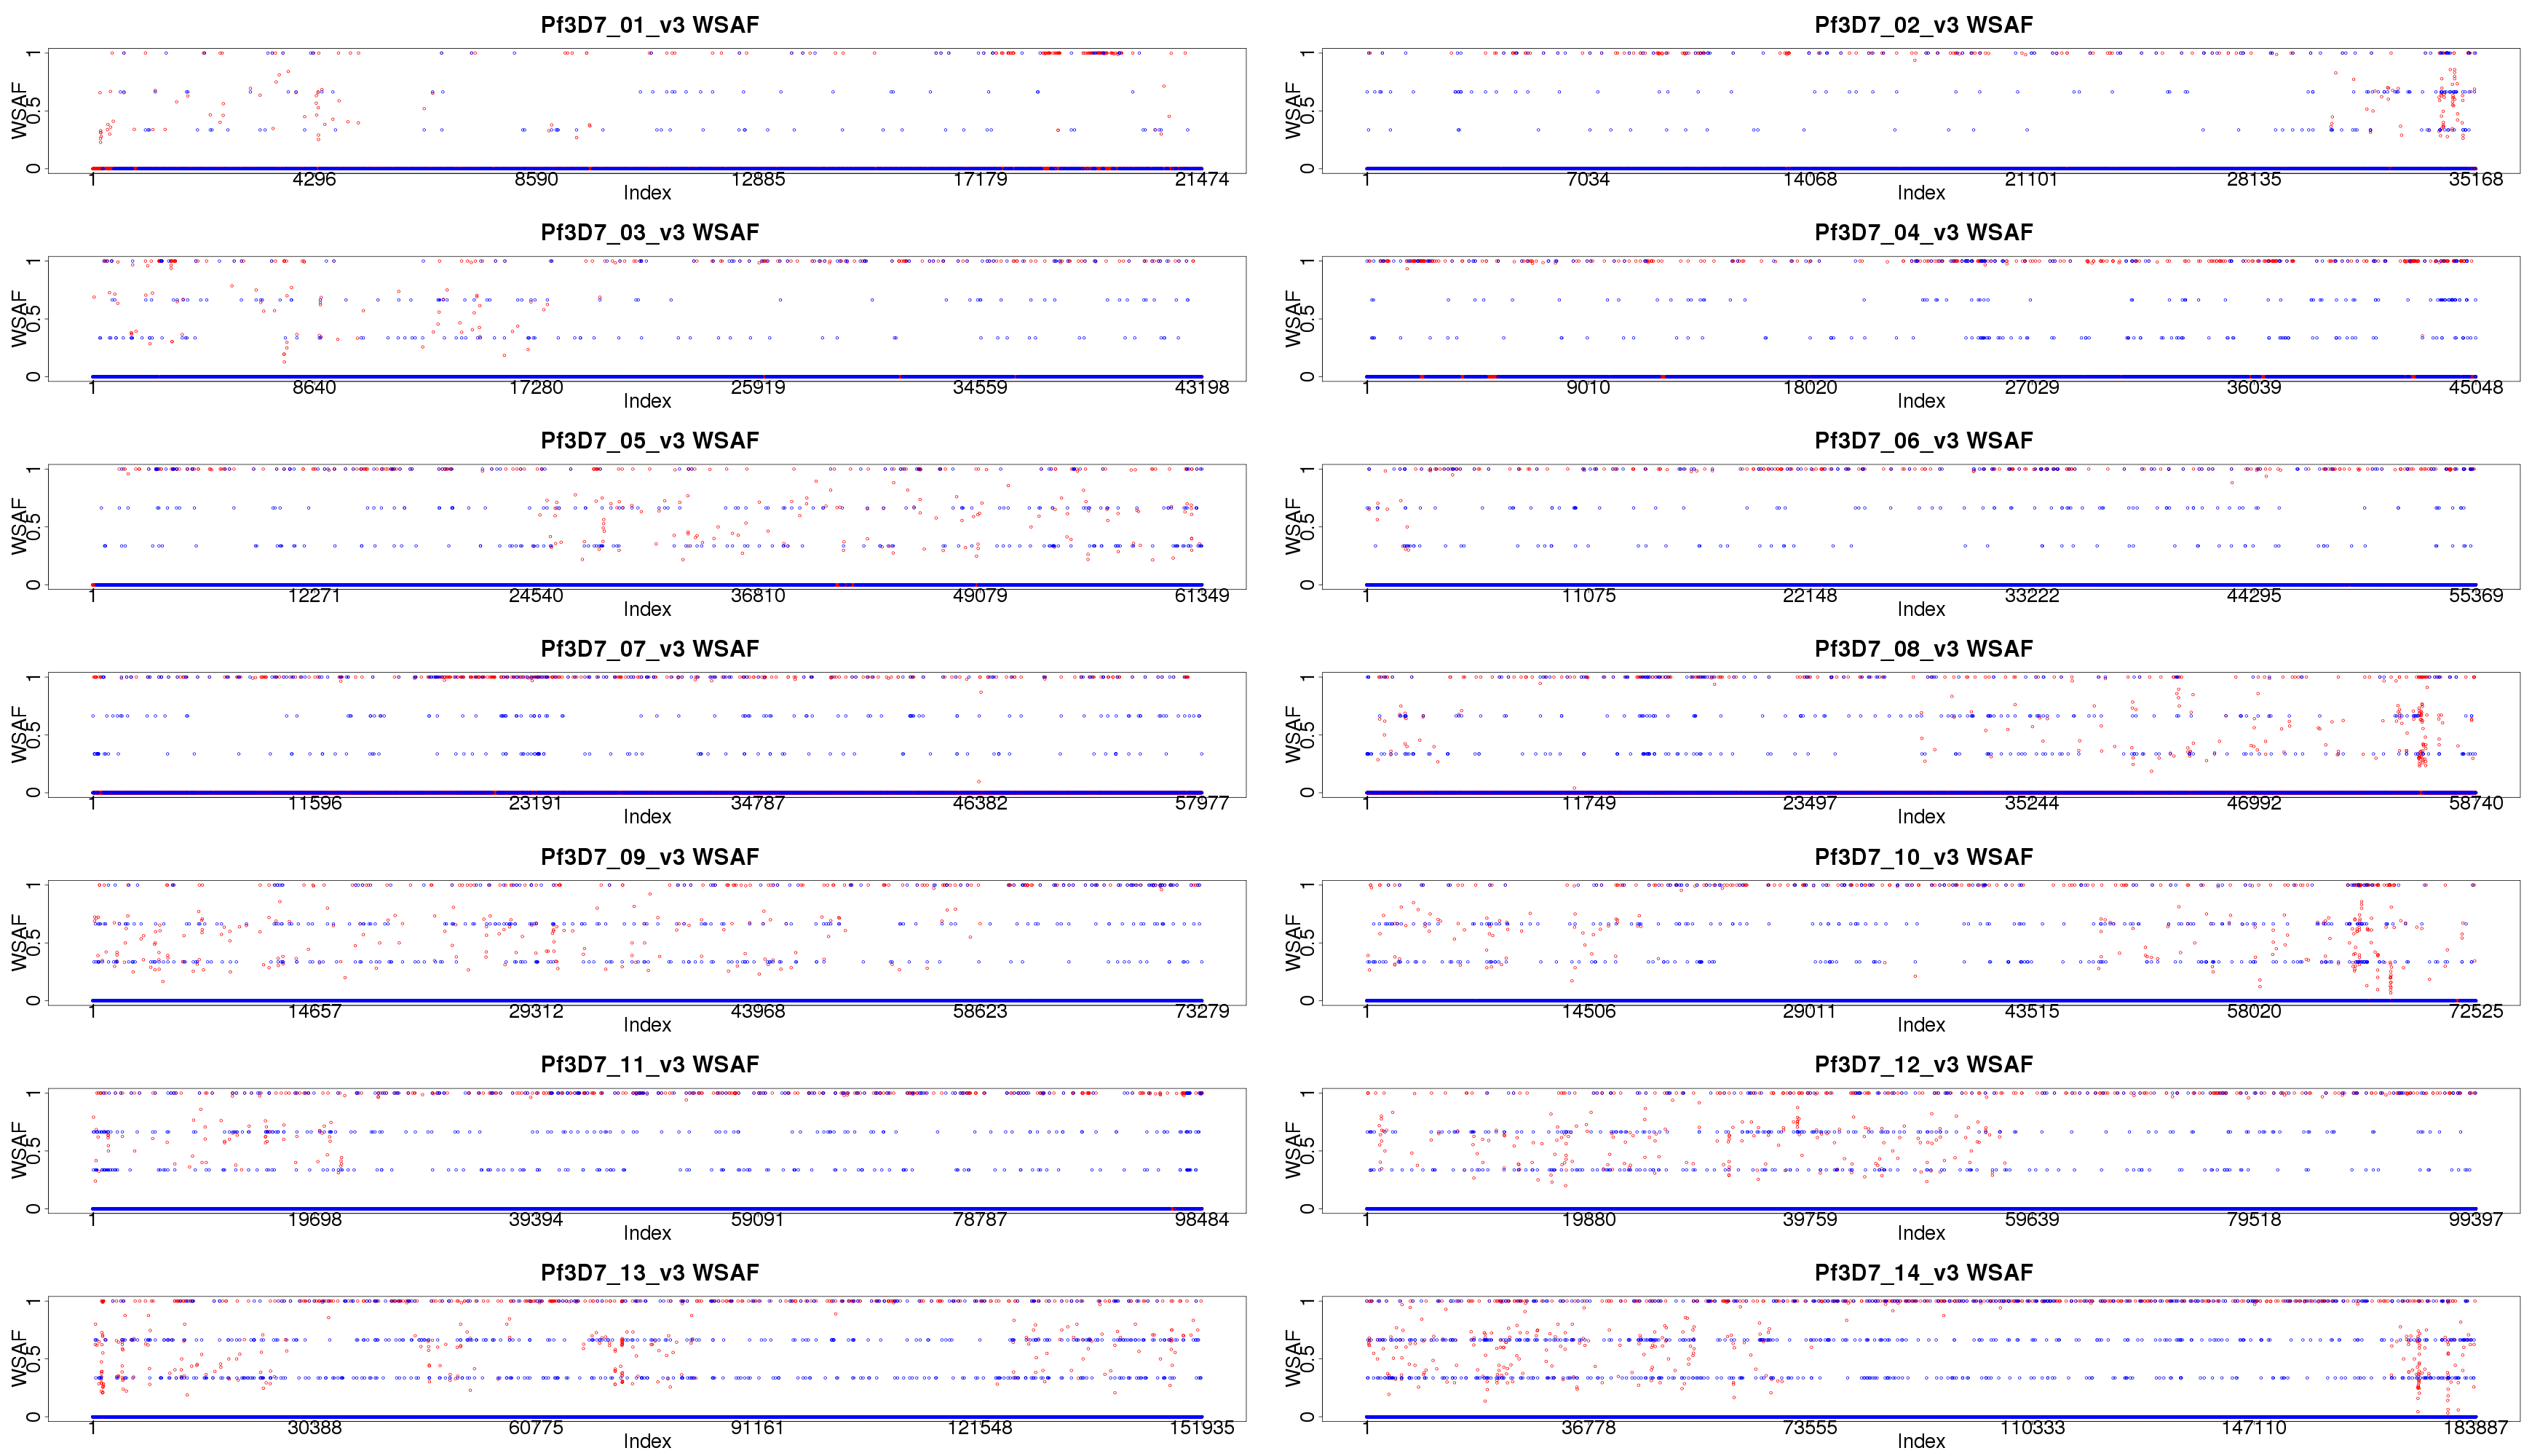 Pf3D7_01_v3 WSAF
WSAF
0 0.5 1
1 4296 8590 12885 17179 21474
Index
Pf3D7_02_v3 WSAF
WSAF
0 0.5 1
1 7034 14068 21101 28135 35168
Index
Pf3D7_03_v3 WSAF
WSAF
0 0.5 1
1 8640 17280 25919 34559 43198
Index
Pf3D7_04_v3 WSAF
WSAF
0 0.5 1
1 9010 18020 27029 36039 45048
Index
Pf3D7_05_v3 WSAF
WSAF
0 0.5 1
1 12271 24540 36810 49079 61349
Index
Pf3D7_06_v3 WSAF
WSAF
0 0.5 1
1 11075 22148 33222 44295 55369
Index
Pf3D7_07_v3 WSAF
WSAF
0 0.5 1
1 11596 23191 34787 46382 57977
Index
Pf3D7_08_v3 WSAF
WSAF
0 0.5 1
1 11749 23497 35244 46992 58740
Index
Pf3D7_09_v3 WSAF
WSAF
0 0.5 1
1 14657 29312 43968 58623 73279
Index
Pf3D7_10_v3 WSAF
WSAF
0 0.5 1
1 14506 29011 43515 58020 72525
Index
Pf3D7_11_v3 WSAF
WSAF
0 0.5 1
1 19698 39394 59091 78787 98484
Index
Pf3D7_12_v3 WSAF
WSAF
0 0.5 1
1 19880 39759 59639 79518 99397
Index
Pf3D7_13_v3 WSAF
WSAF
0 0.5 1
1 30388 60775 91161 121548 151935
Index
Pf3D7_14_v3 WSAF
WSAF
0 0.5 1
1 36778 73555 110333 147110 183887
Index